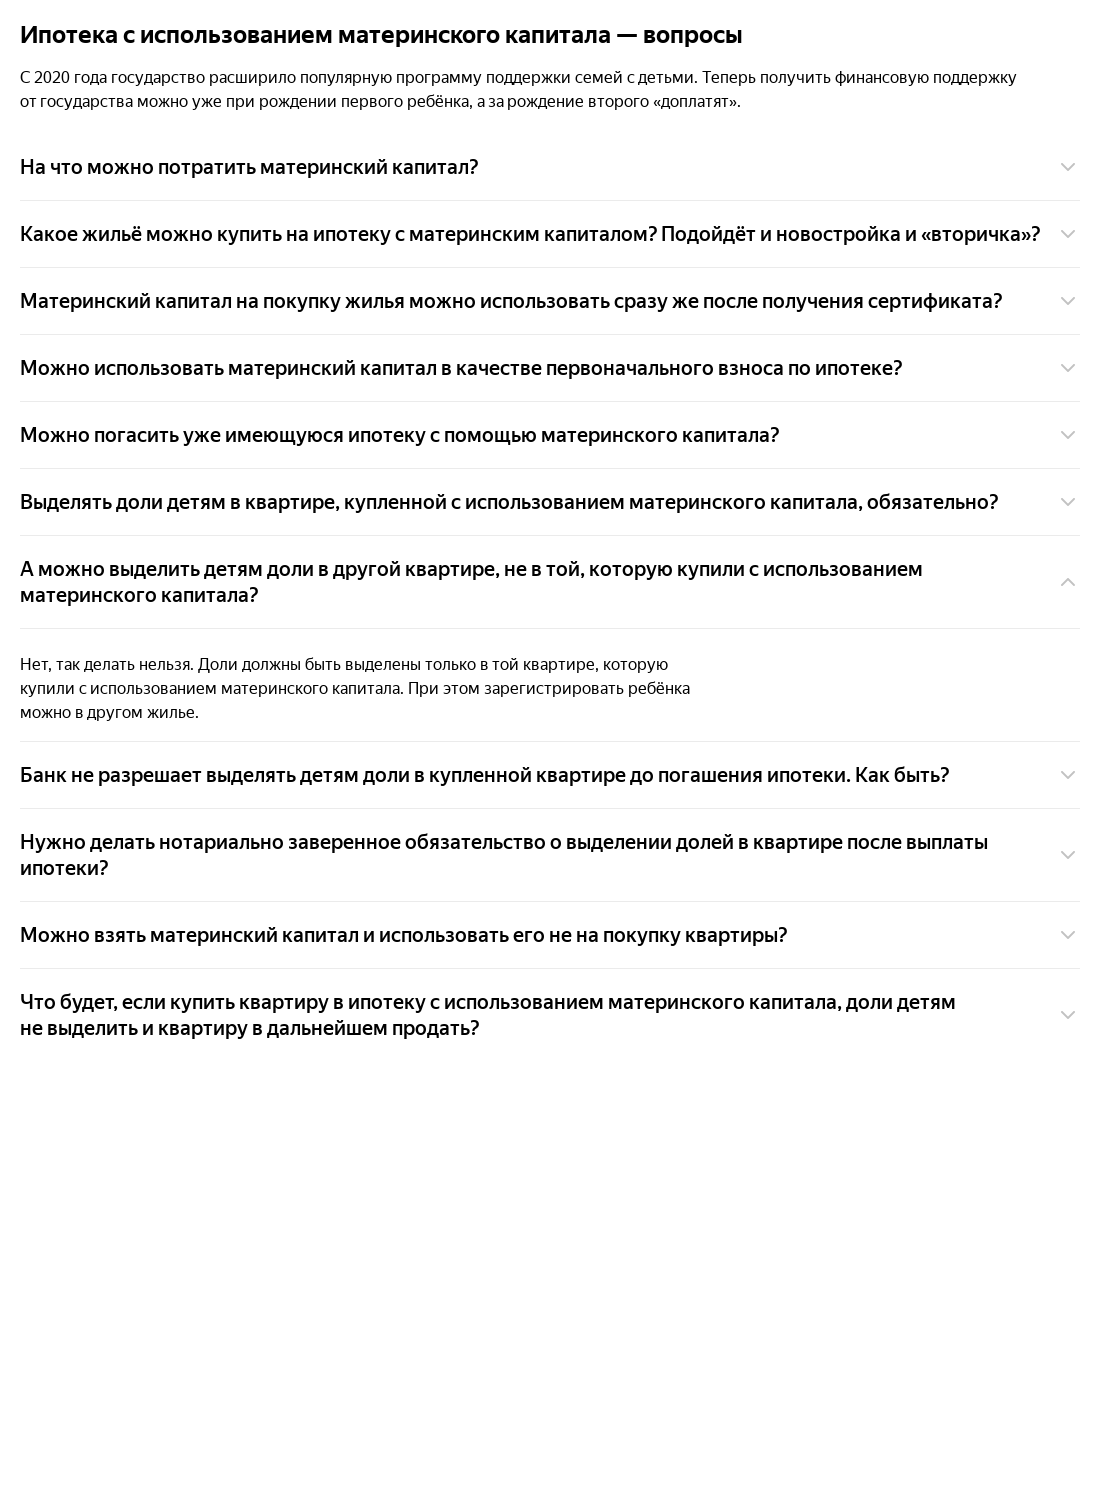 Ипотека с использованием материнского капитала — вопросы
С 2020 года государство расширило популярную программу поддержки семей с детьми. Теперь получить финансовую поддержку
от государства можно уже при рождении первого ребёнка, а за рождение второго «доплатят».
На что можно потратить материнский капитал?
Какое жильё можно купить на ипотеку с материнским капиталом? Подойдёт и новостройка и «вторичка»?
Материнский капитал на покупку жилья можно использовать сразу же после получения сертификата?
Можно использовать материнский капитал в качестве первоначального взноса по ипотеке?
Можно погасить уже имеющуюся ипотеку с помощью материнского капитала?
Выделять доли детям в квартире, купленной с использованием материнского капитала, обязательно?
А можно выделить детям доли в другой квартире, не в той, которую купили с использованием
материнского капитала?
Нет, так делать нельзя. Доли должны быть выделены только в той квартире, которую
купили с использованием материнского капитала. При этом зарегистрировать ребёнка
можно в другом жилье.
Банк не разрешает выделять детям доли в купленной квартире до погашения ипотеки. Как быть?
Нужно делать нотариально заверенное обязательство о выделении долей в квартире после выплаты
ипотеки?
Можно взять материнский капитал и использовать его не на покупку квартиры?
Что будет, если купить квартиру в ипотеку с использованием материнского капитала, доли детям
не выделить и квартиру в дальнейшем продать?